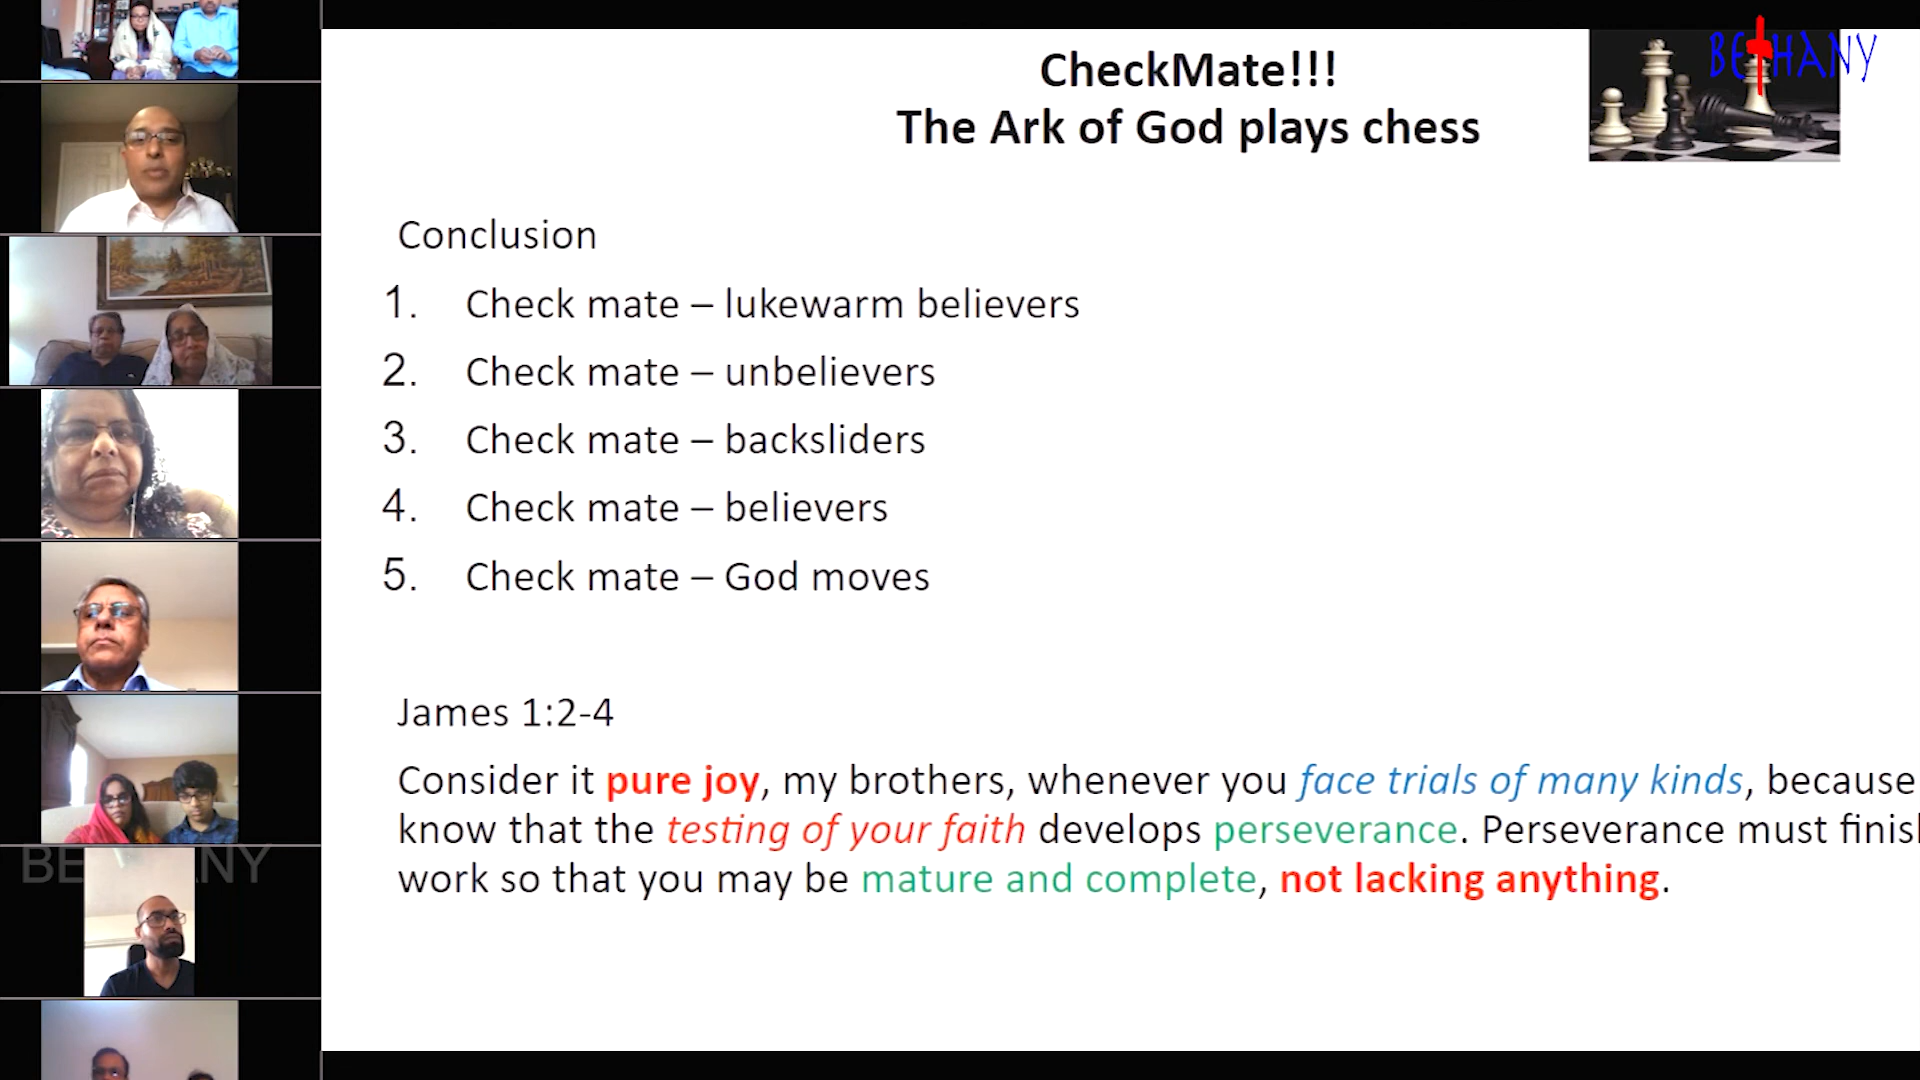 CheckMate!!!
The Ark of God plays chess
BETHANY
Conclusion
1. Check mate – lukewarm believers
2. Check mate – unbelievers
3. Check mate – backsliders
4. Check mate – believers
5. Check mate – God moves
James 1:2-4
Consider it pure joy, my brothers, whenever you face trials of many kinds, because
know that the testing of your faith develops perseverance. Perseverance must
work so that you may be mature and complete, not lacking anything.